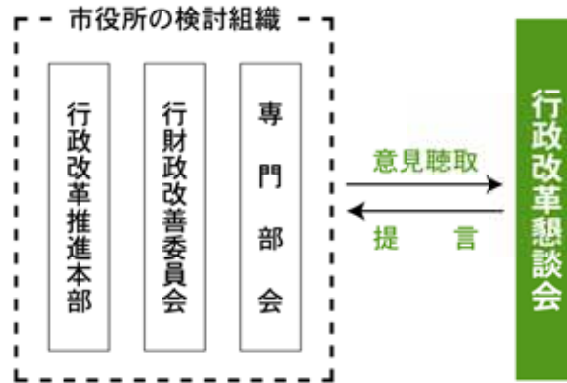 市役所の検討組織
行政改革推進本部
行財政改善委員会
専門部会
意見聴取
提言
行政改革懇談会